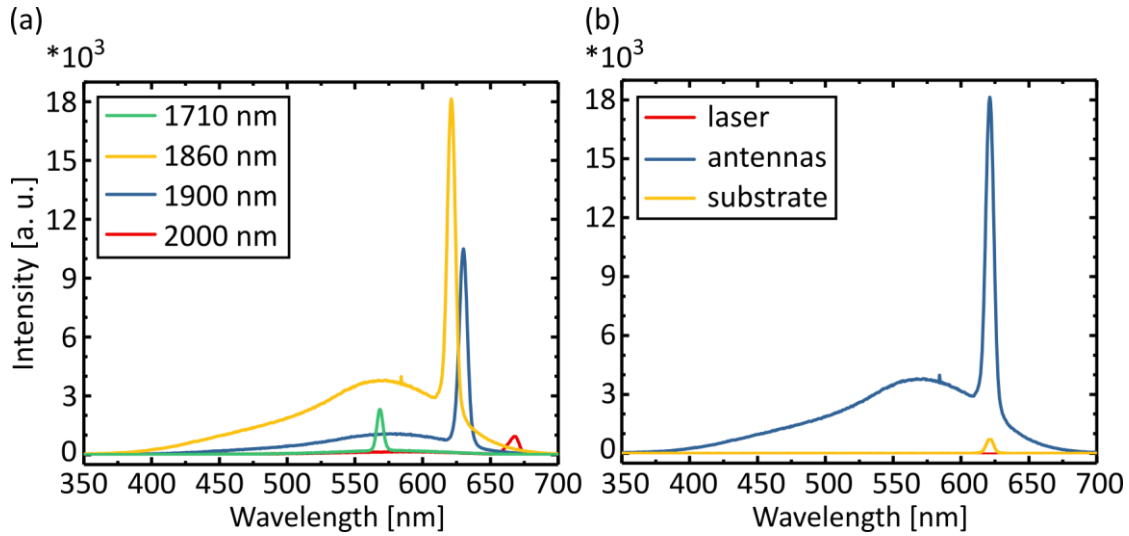 (a)
*10³
18
15
12
9
6
3
0
Intensity [a. u.]
1710 nm
1860 nm
1900 nm
2000 nm
350 400 450 500 550 600 650 700
Wavelength [nm]
(b)
*10³
18
15
12
9
6
3
0
laser
antennas
substrate
350 400 450 500 550 600 650 700
Wavelength [nm]